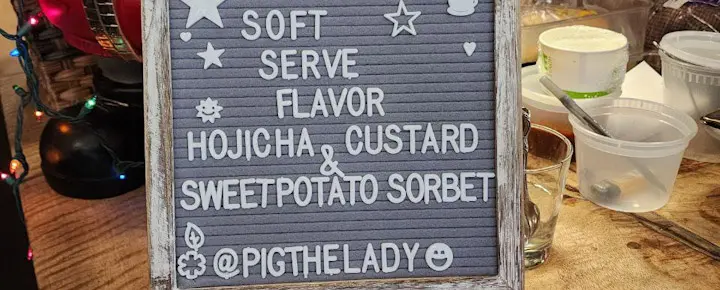 SOFT
SERVE
FLAVOR
HOJICHA CUSTARD
&
SWEETPOTATO SORBET
@PIGTHELADY